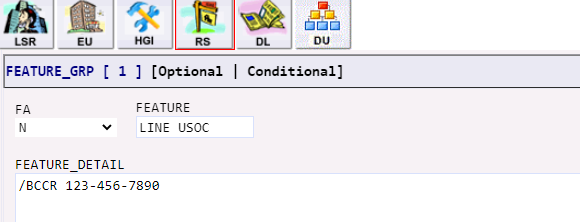 LSR EU HGI RS DL DU
FEATURE_GRP [ 1 ] [Optional | Conditional]
FA FEATURE
N LINE USOC
FEATURE_DETAIL
/BCCR 123-456-7890